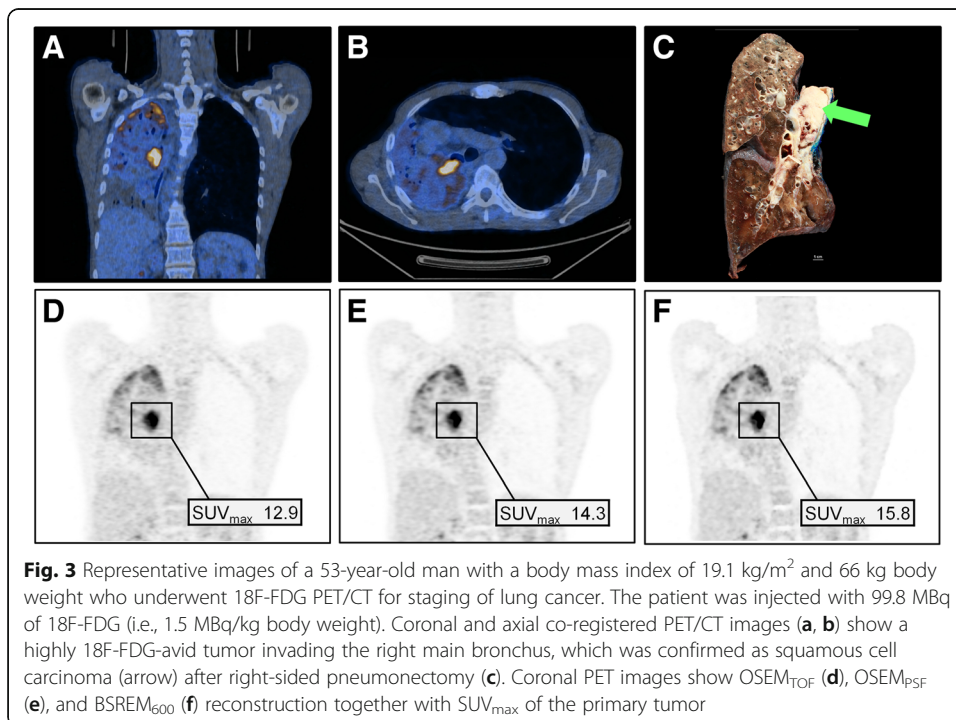 A
B
C
D
E
F
SUVmax 12.9
SUVmax 14.3
SUVmax 15.8
Fig. 3 Representative images of a 53-year-old man with a body mass index of 19.1 kg/m² and 66 kg body
weight who underwent 18F-FDG PET/CT for staging of lung cancer. The patient was injected with 99.8 MBq
of 18F-FDG (i.e., 1.5 MBq/kg body weight). Coronal and axial co-registered PET/CT images (a, b) show a
highly 18F-FDG-avid tumor invading the right main bronchus, which was confirmed as squamous cell
carcinoma (arrow) after right-sided pneumonectomy (c). Coronal PET images show OSEMTOF (d), OSEMPSF
(e), and BSREM600 (f) reconstruction together with SUVmax of the primary tumor